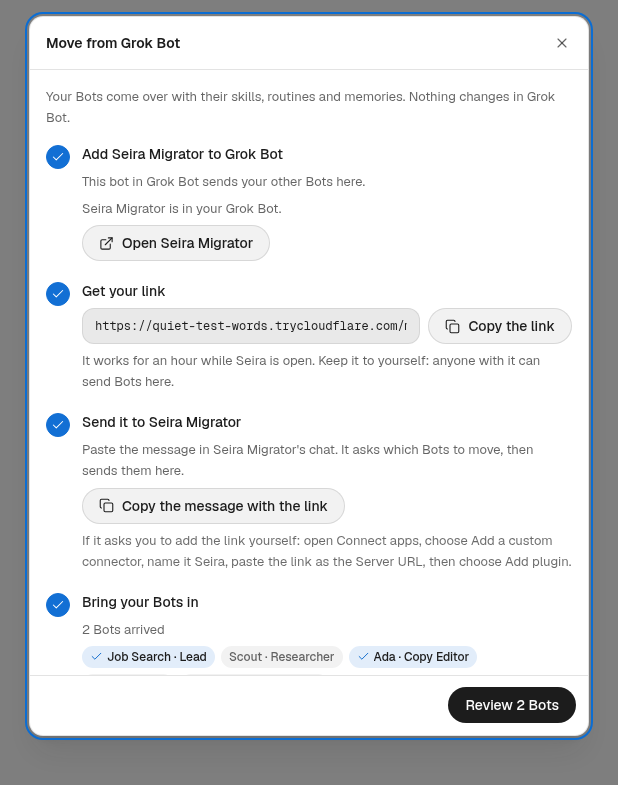 Move from Grok Bot
Your Bots come over with their skills, routines and memories. Nothing changes in Grok
Bot.
Add Seira Migrator to Grok Bot
This bot in Grok Bot sends your other Bots here.
Seira Migrator is in your Grok Bot.
Open Seira Migrator
Get your link
https://quiet-test-words.trycloudflare.com/
Copy the link
It works for an hour while Seira is open. Keep it to yourself: anyone with it can
send Bots here.
Send it to Seira Migrator
Paste the message in Seira Migrator's chat. It asks which Bots to move, then
sends them here.
Copy the message with the link
If it asks you to add the link yourself: open Connect apps, choose Add a custom
connector, name it Seira, paste the link as the Server URL, then choose Add plugin.
Bring your Bots in
2 Bots arrived
Job Search · Lead
Scout · Researcher
Ada · Copy Editor
Review 2 Bots